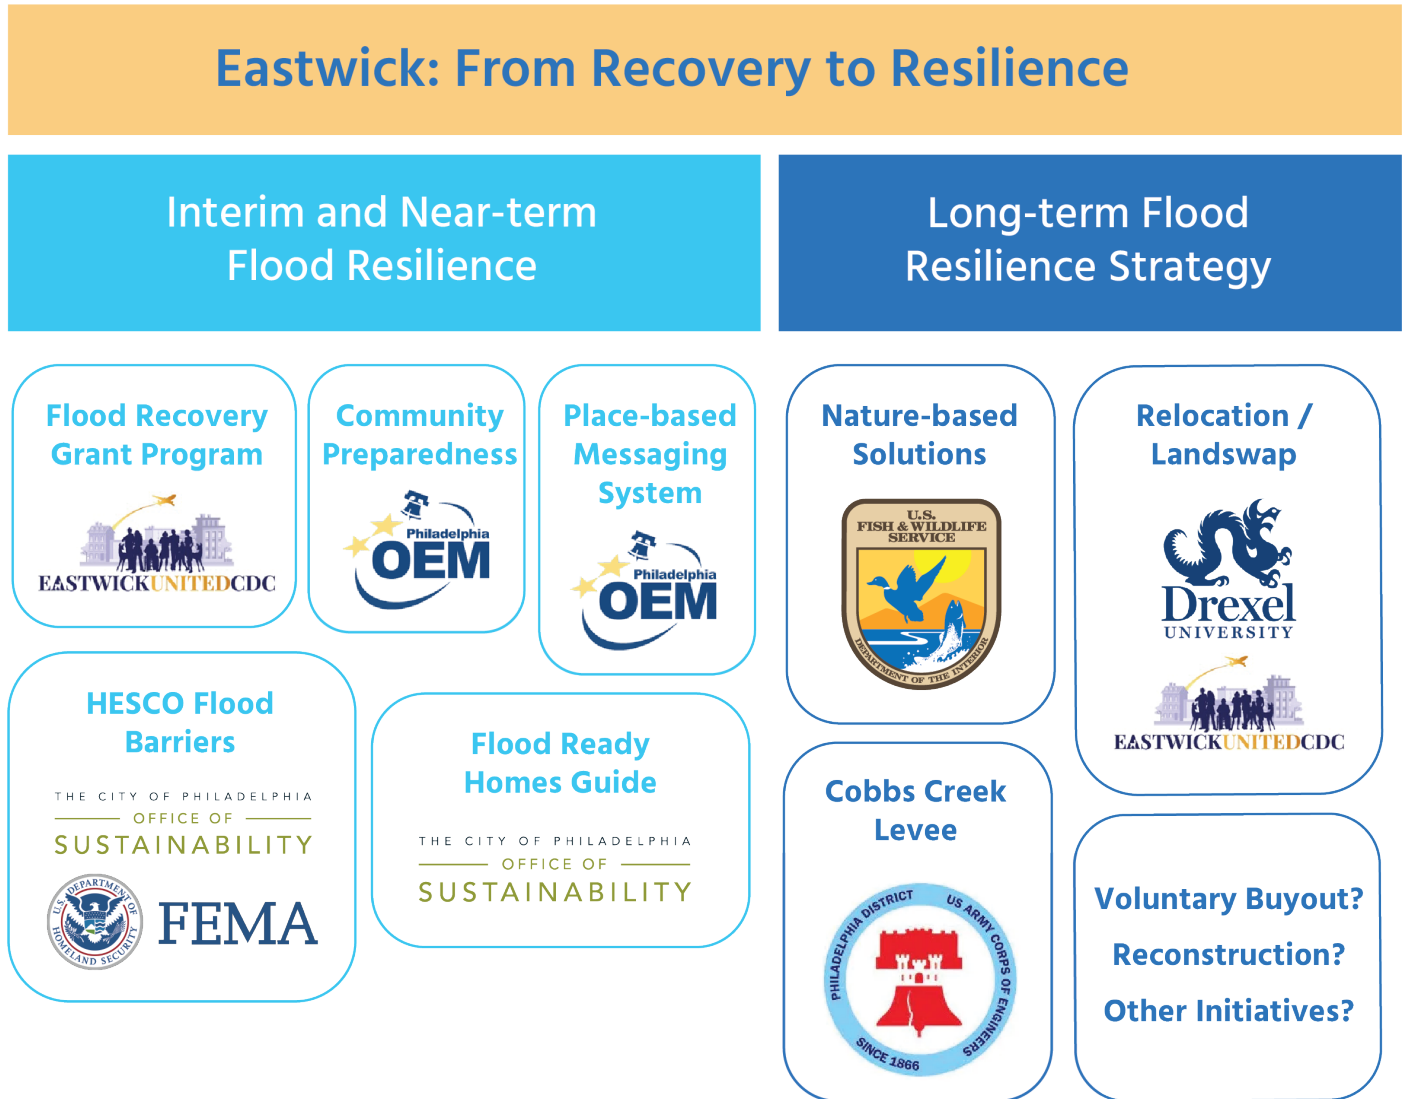 Eastwick: From Recovery to Resilience
Interim and Near-term
Flood Resilience
Long-term Flood
Resilience Strategy
Flood Recovery
Grant Program
EASTWICKUNITEDCDC
Community
Preparedness
Philadelphia
OEM
Place-based
Messaging
System
Philadelphia
OEM
HESCO Flood
Barriers
THE CITY OF PHILADELPHIA
OFFICE OF
SUSTAINABILITY
U.S. DEPARTMENT OF
HOMELAND SECURITY
FEMA
Flood Ready
Homes Guide
THE CITY OF PHILADELPHIA
OFFICE OF
SUSTAINABILITY
Nature-based
Solutions
U.S.
FISH & WILDLIFE
SERVICE
DEPARTMENT OF THE INTERIOR
Relocation /
Landswap
Drexel
UNIVERSITY
EASTWICKUNITEDCDC
Cobbs Creek
Levee
PHILADELPHIA DISTRICT
US ARMY CORPS OF ENGINEERS
SINCE 1866
Voluntary Buyout?
Reconstruction?
Other Initiatives?